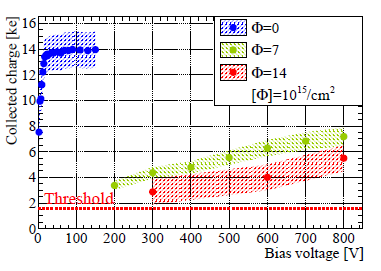 Collected charge [ke]
16
14
12
10
8
6
4
2
0
Φ=0
Φ=7
Φ=14
[Φ]=10¹⁵/cm²
Threshold
0 100 200 300 400 500 600 700 800
Bias voltage [V]